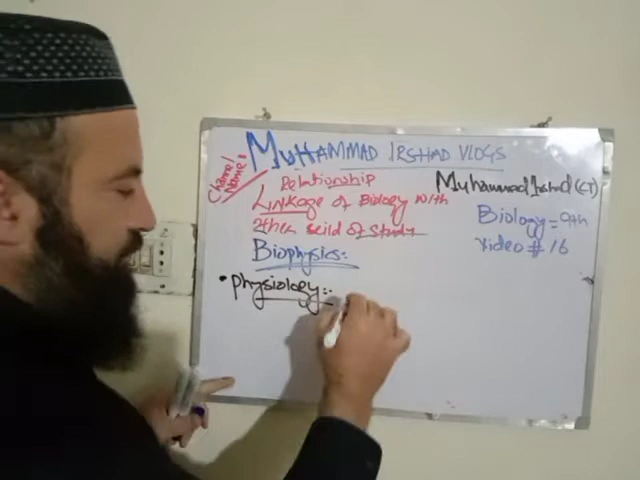 MUHAMMAD IRSHAD VLOGS
Channel
Name:
Relationship
Linkage of Biology with
Muhammad Irshad (CT)
other feild of study
Biology = 9th
Video # 16
Biophysics:
• physiology: